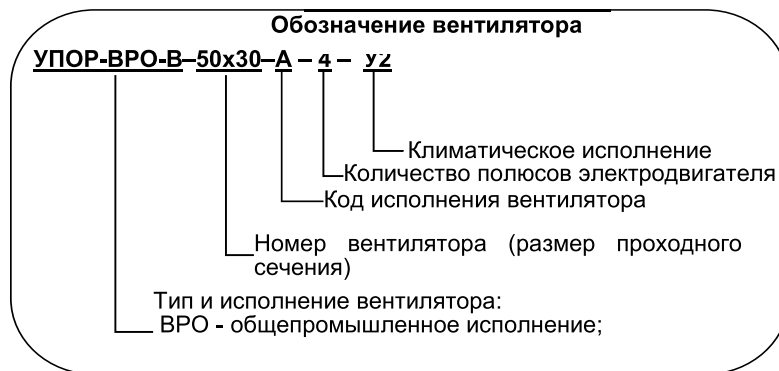 Обозначение вентилятора
УПОР-ВРО-В–50х30–А – 4 – У2
Климатическое исполнение
Количество полюсов электродвигателя
Код исполнения вентилятора
Номер вентилятора (размер проходного
сечения)
Тип и исполнение вентилятора:
ВРО - общепромышленное исполнение;